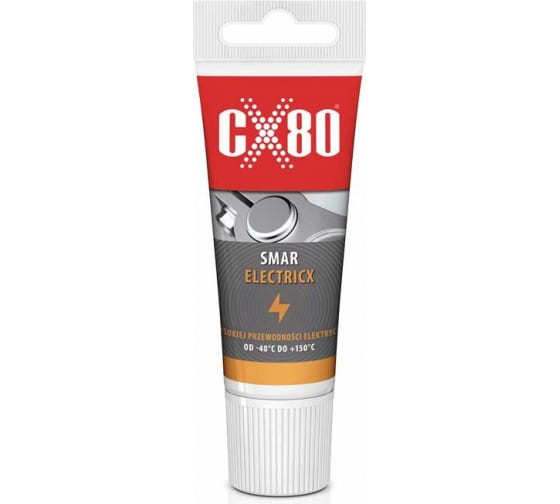 CX80®
SMAR
ELECTRICX
PRZEWODNOŚCI
OD -40°C DO +150°C